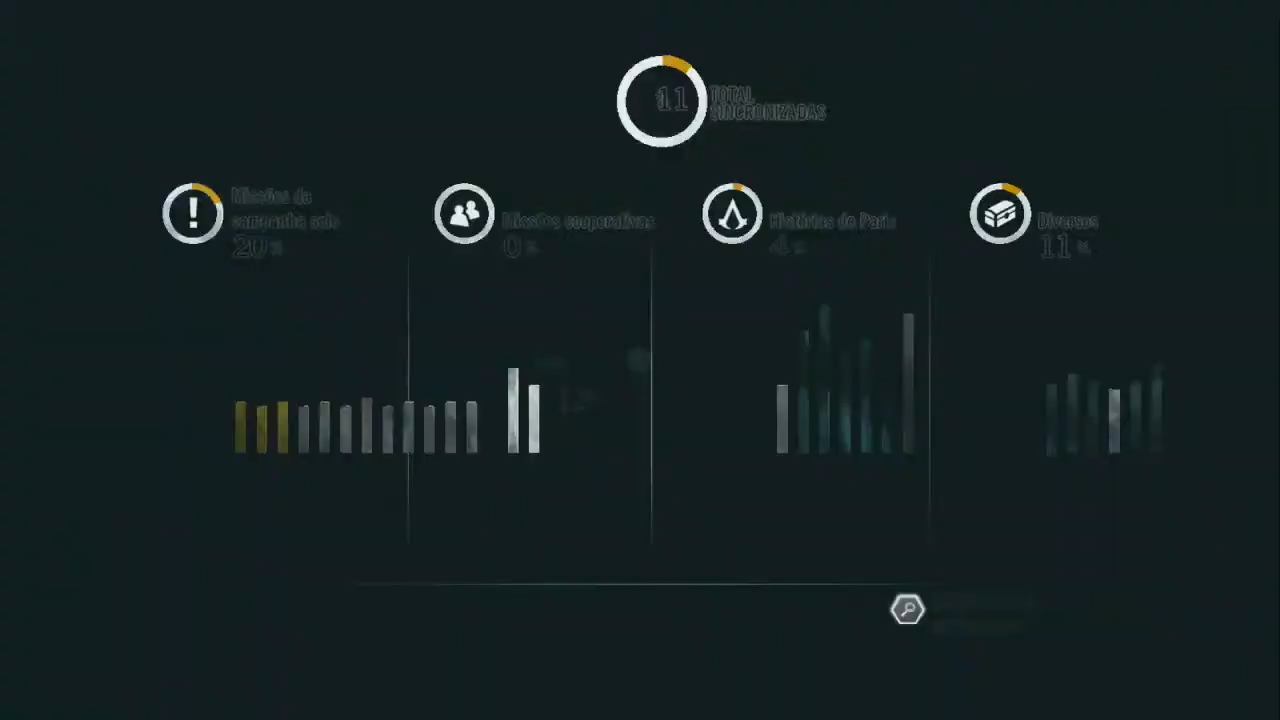 11 TOTAL
SINCRONIZADAS
Missões da
campanha solo
20 %
Missões cooperativas
0 %
Histórias de Paris
4 %
Diversos
11 %